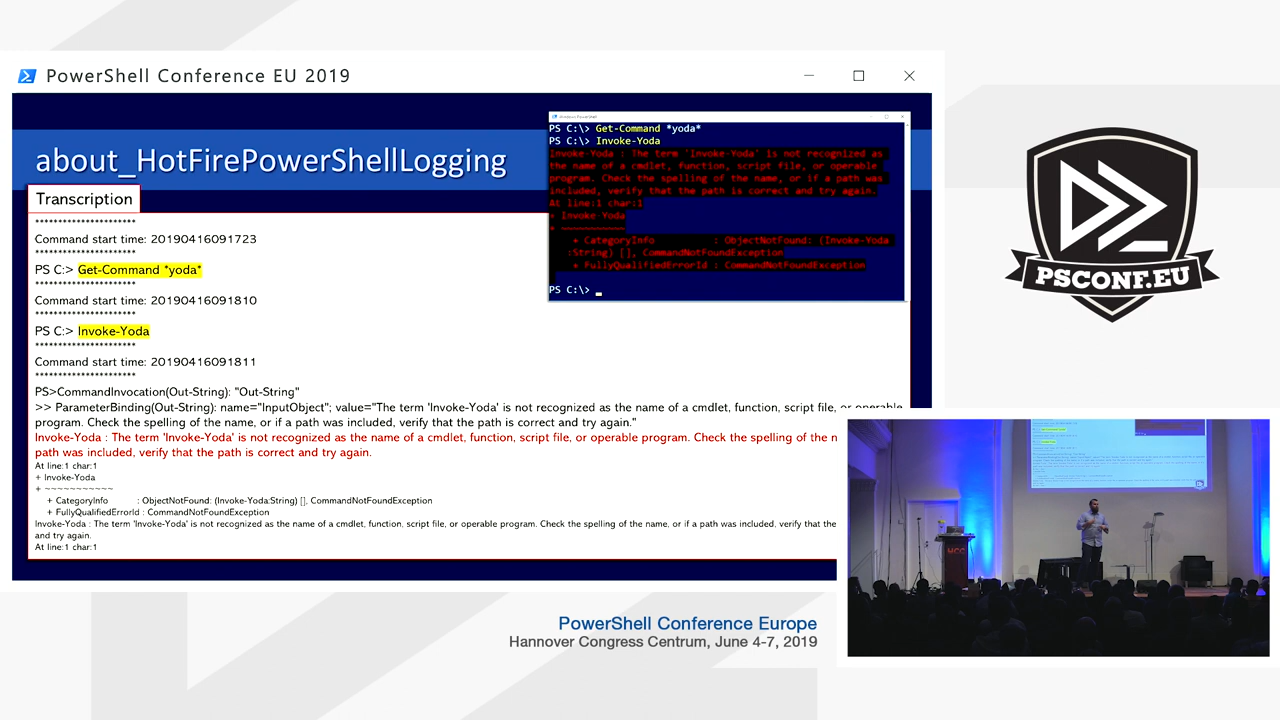 PowerShell Conference EU 2019
about_HotFirePowerShellLogging
Transcription
**********************
Command start time: 20190416091723
**********************
PS C:> Get-Command *yoda*
**********************
Command start time: 20190416091810
**********************
PS C:> Invoke-Yoda
**********************
Command start time: 20190416091811
**********************
PS>CommandInvocation(Out-String): "Out-String"
>> ParameterBinding(Out-String): name="InputObject"; value="The term 'Invoke-Yoda' is not recognized as the name of a cmdlet, function, script file, or operable
program. Check the spelling of the name, or if a path was included, verify that the path is correct and try again."
Invoke-Yoda : The term 'Invoke-Yoda' is not recognized as the name of a cmdlet, function, script file, or operable program. Check the spelling of the n
path was included, verify that the path is correct and try again.
At line:1 char:1
+ Invoke-Yoda
+ ~~~~~~~~~~~
+ CategoryInfo : ObjectNotFound: (Invoke-Yoda:String) [], CommandNotFoundException
+ FullyQualifiedErrorId : CommandNotFoundException
Invoke-Yoda : The term 'Invoke-Yoda' is not recognized as the name of a cmdlet, function, script file, or operable program. Check the spelling of the name, or if a path was included, verify that the
and try again.
At line:1 char:1
Windows PowerShell
PS C:\> Get-Command *yoda*
PS C:\> Invoke-Yoda
Invoke-Yoda : The term 'Invoke-Yoda' is not recognized as
the name of a cmdlet, function, script file, or operable
program. Check the spelling of the name, or if a path was
included, verify that the path is correct and try again.
At line:1 char:1
+ Invoke-Yoda
+ ~~~~~~~~~~~
+ CategoryInfo : ObjectNotFound: (Invoke-Yoda
:String) [], CommandNotFoundException
+ FullyQualifiedErrorId : CommandNotFoundException
PS C:\> _
PSCONF.EU
HCC
PowerShell Conference Europe
Hannover Congress Centrum, June 4-7, 2019